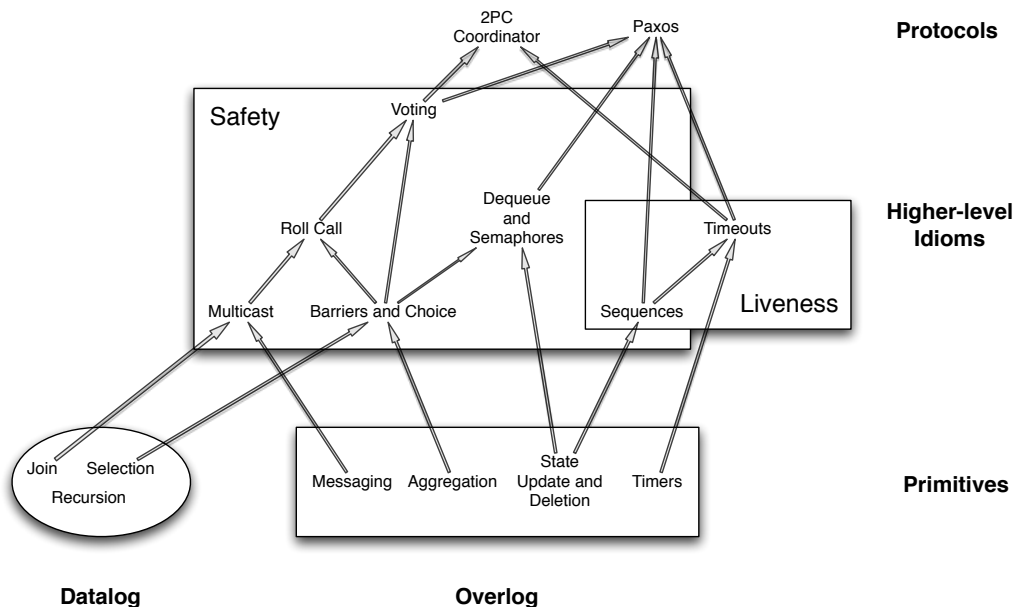 2PC
Coordinator
Paxos
Protocols
Safety
Voting
Roll Call
Dequeue
and
Semaphores
Timeouts
Higher-level
Idioms
Multicast
Barriers and Choice
Sequences
Liveness
Join
Selection
Recursion
Messaging
Aggregation
State
Update and
Deletion
Timers
Primitives
Datalog
Overlog